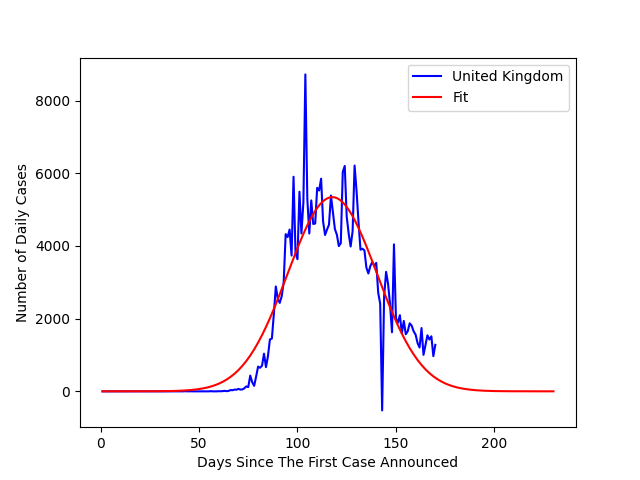 United Kingdom
Fit
8000
6000
4000
2000
0
Number of Daily Cases
0
50
100
150
200
Days Since The First Case Announced